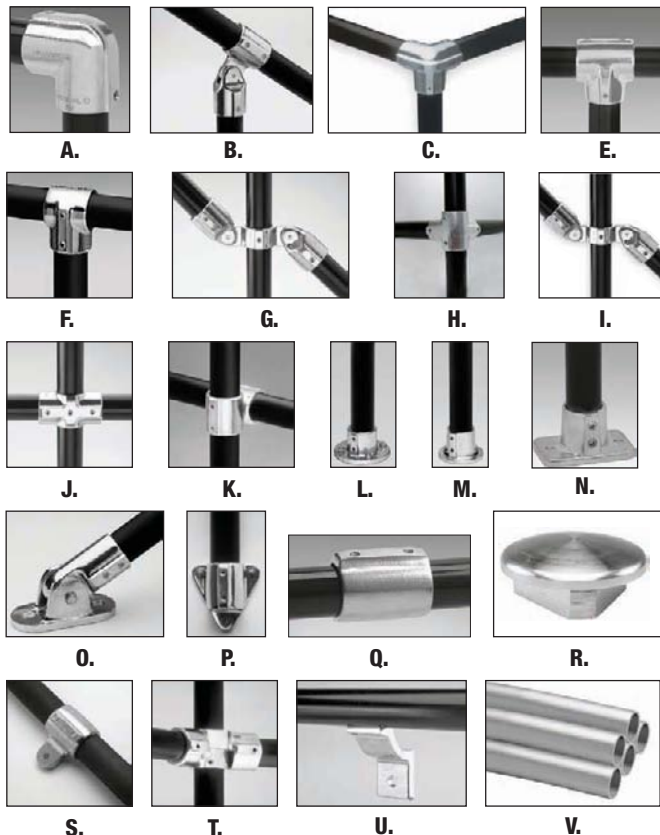 A. B. C. E.
F. G. H. I.
J. K. L. M. N.
O. P. Q. R.
S. T. U. V.